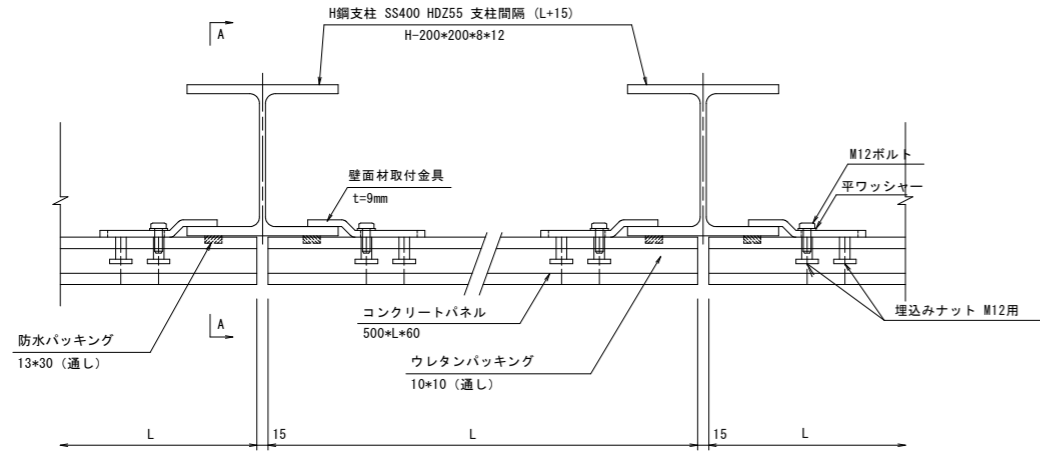 H鋼支柱 SS400 HDZ55 支柱間隔 (L+15)
H-200*200*8*12
A
M12ボルト
平ワッシャー
壁面材取付金具
t=9mm
A
コンクリートパネル
500*L*60
埋込みナット M12用
防水パッキング
13*30 (通し)
ウレタンパッキング
10*10 (通し)
L
15
L
15
L